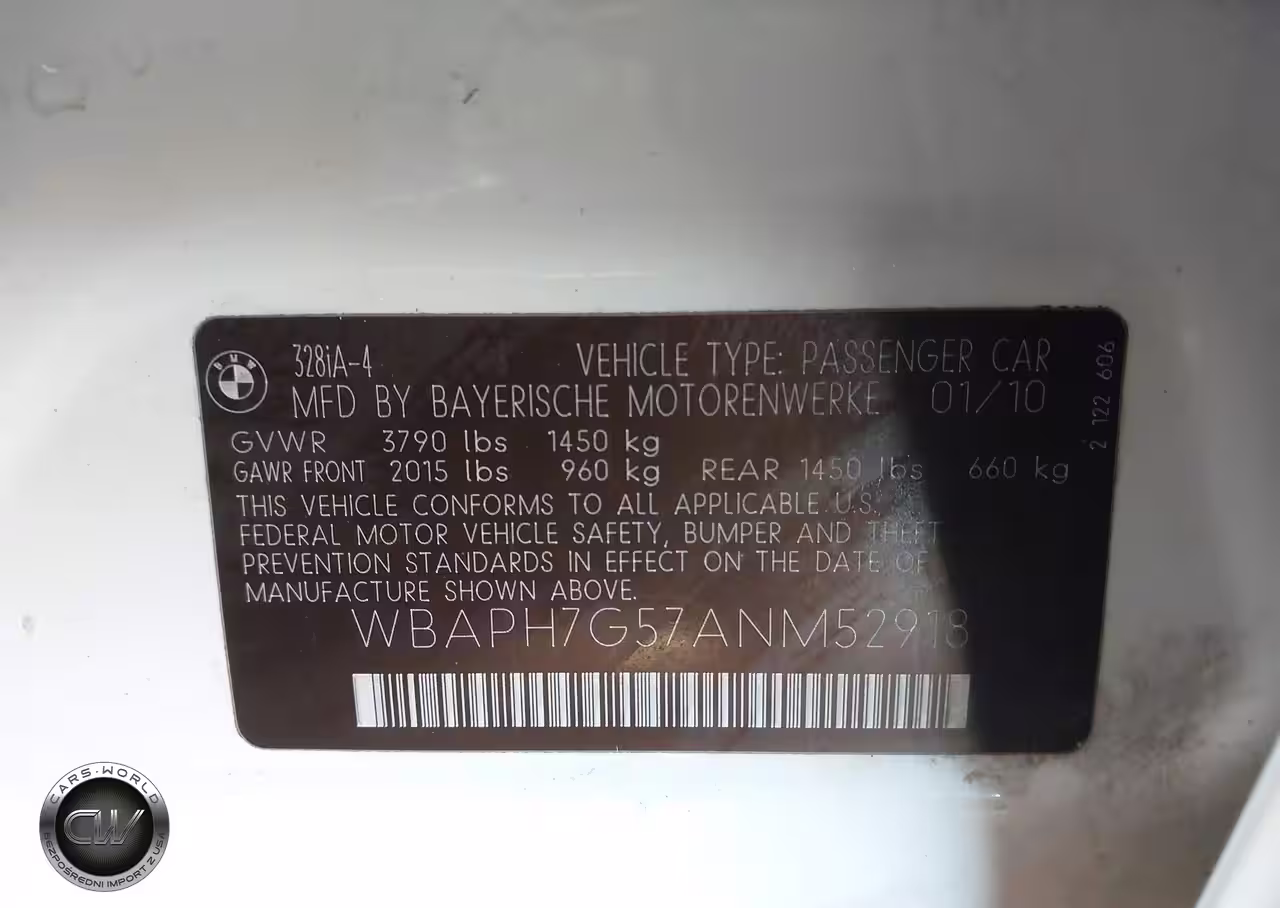 BMW
328iA-4 VEHICLE TYPE: PASSENGER CAR
MFD BY BAYERISCHE MOTORENWERKE 01/10
GVWR 3790 lbs 1450 kg
GAWR FRONT 2015 lbs 960 kg REAR 1450 lbs 660 kg
THIS VEHICLE CONFORMS TO ALL APPLICABLE U.S.
FEDERAL MOTOR VEHICLE SAFETY, BUMPER AND THEFT
PREVENTION STANDARDS IN EFFECT ON THE DATE OF
MANUFACTURE SHOWN ABOVE.
WBAPH7G57ANM52918
2 122 606
CARS·WORLD
CW
BEZPOŚREDNI IMPORT Z USA